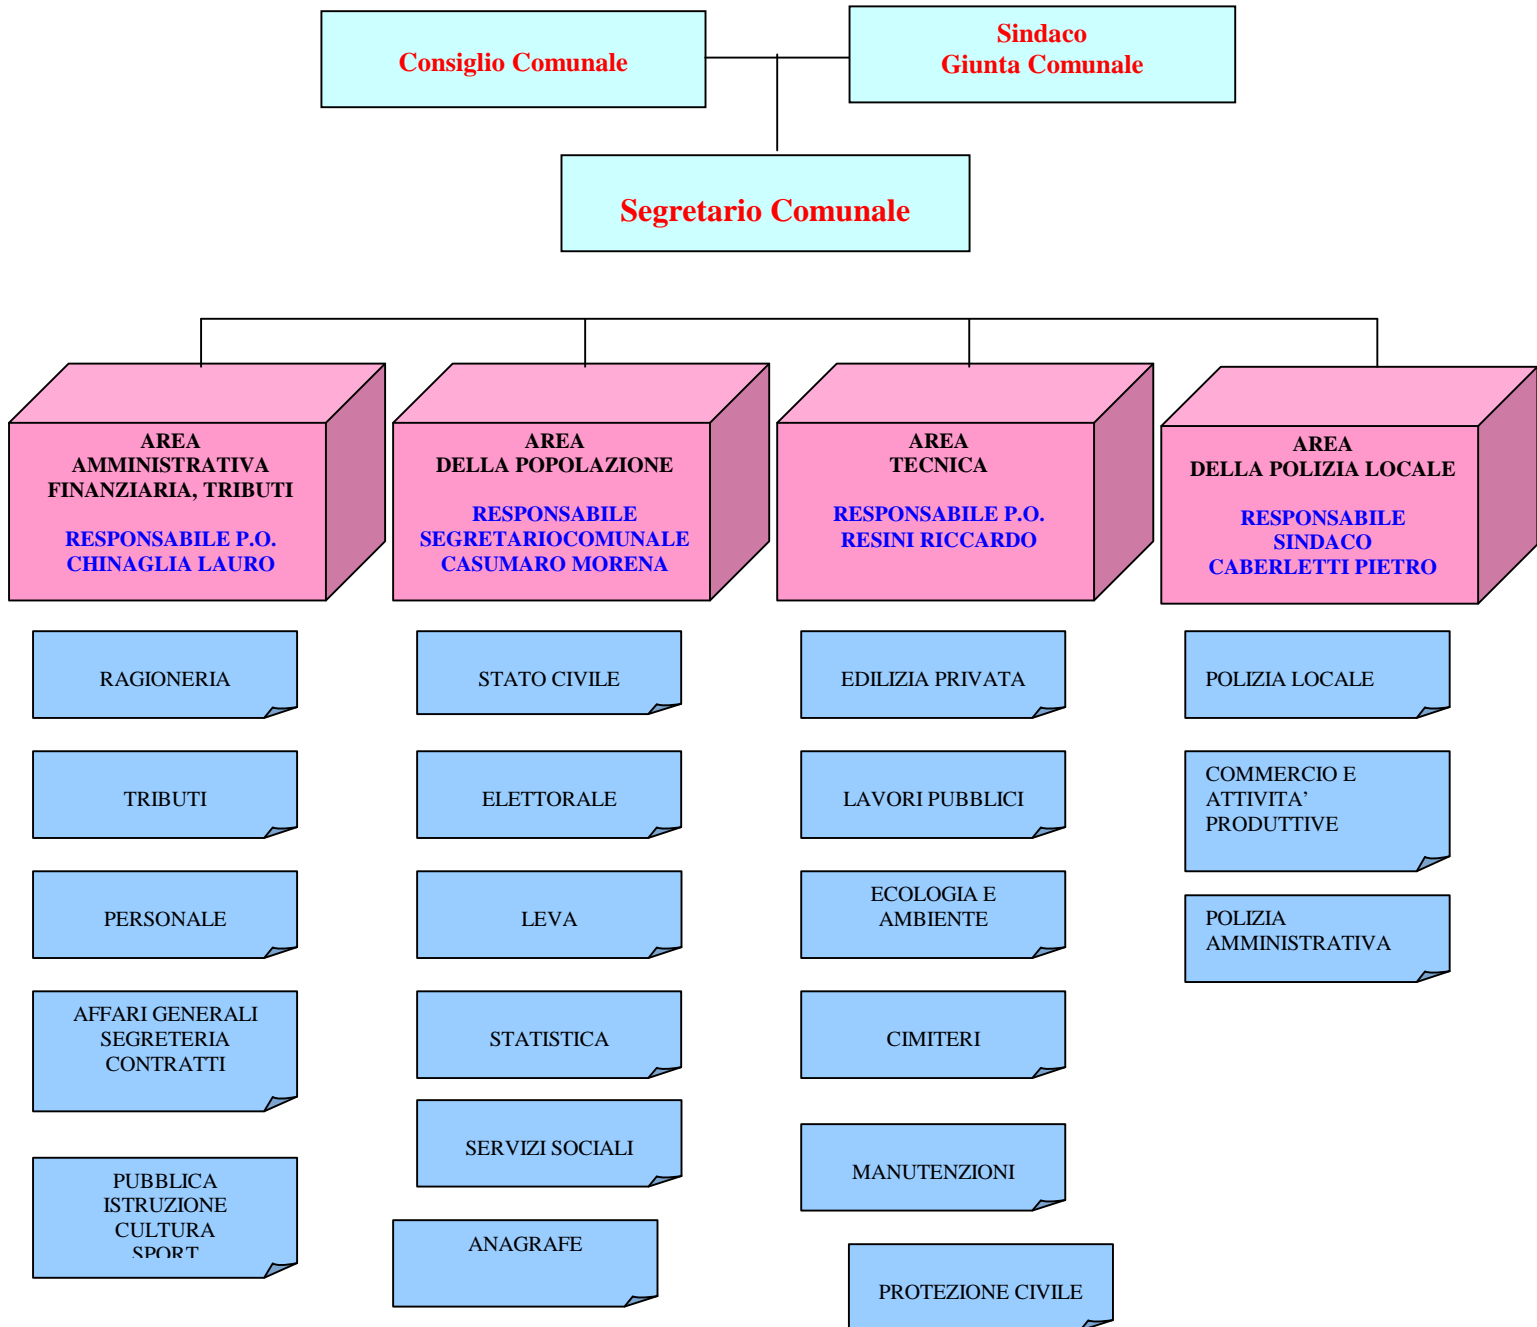 Consiglio Comunale
Sindaco
Giunta Comunale
Segretario Comunale
AREA
AMMINISTRATIVA
FINANZIARIA, TRIBUTI
RESPONSABILE P.O.
CHINAGLIA LAURO
AREA
DELLA POPOLAZIONE
RESPONSABILE
SEGRETARIOCOMUNALE
CASUMARO MORENA
AREA
TECNICA
RESPONSABILE P.O.
RESINI RICCARDO
AREA
DELLA POLIZIA LOCALE
RESPONSABILE
SINDACO
CABERLETTI PIETRO
RAGIONERIA
TRIBUTI
PERSONALE
AFFARI GENERALI
SEGRETERIA
CONTRATTI
PUBBLICA
ISTRUZIONE
CULTURA
SPORT
STATO CIVILE
ELETTORALE
LEVA
STATISTICA
SERVIZI SOCIALI
ANAGRAFE
EDILIZIA PRIVATA
LAVORI PUBBLICI
ECOLOGIA E
AMBIENTE
CIMITERI
MANUTENZIONI
PROTEZIONE CIVILE
POLIZIA LOCALE
COMMERCIO E
ATTIVITA’
PRODUTTIVE
POLIZIA
AMMINISTRATIVA